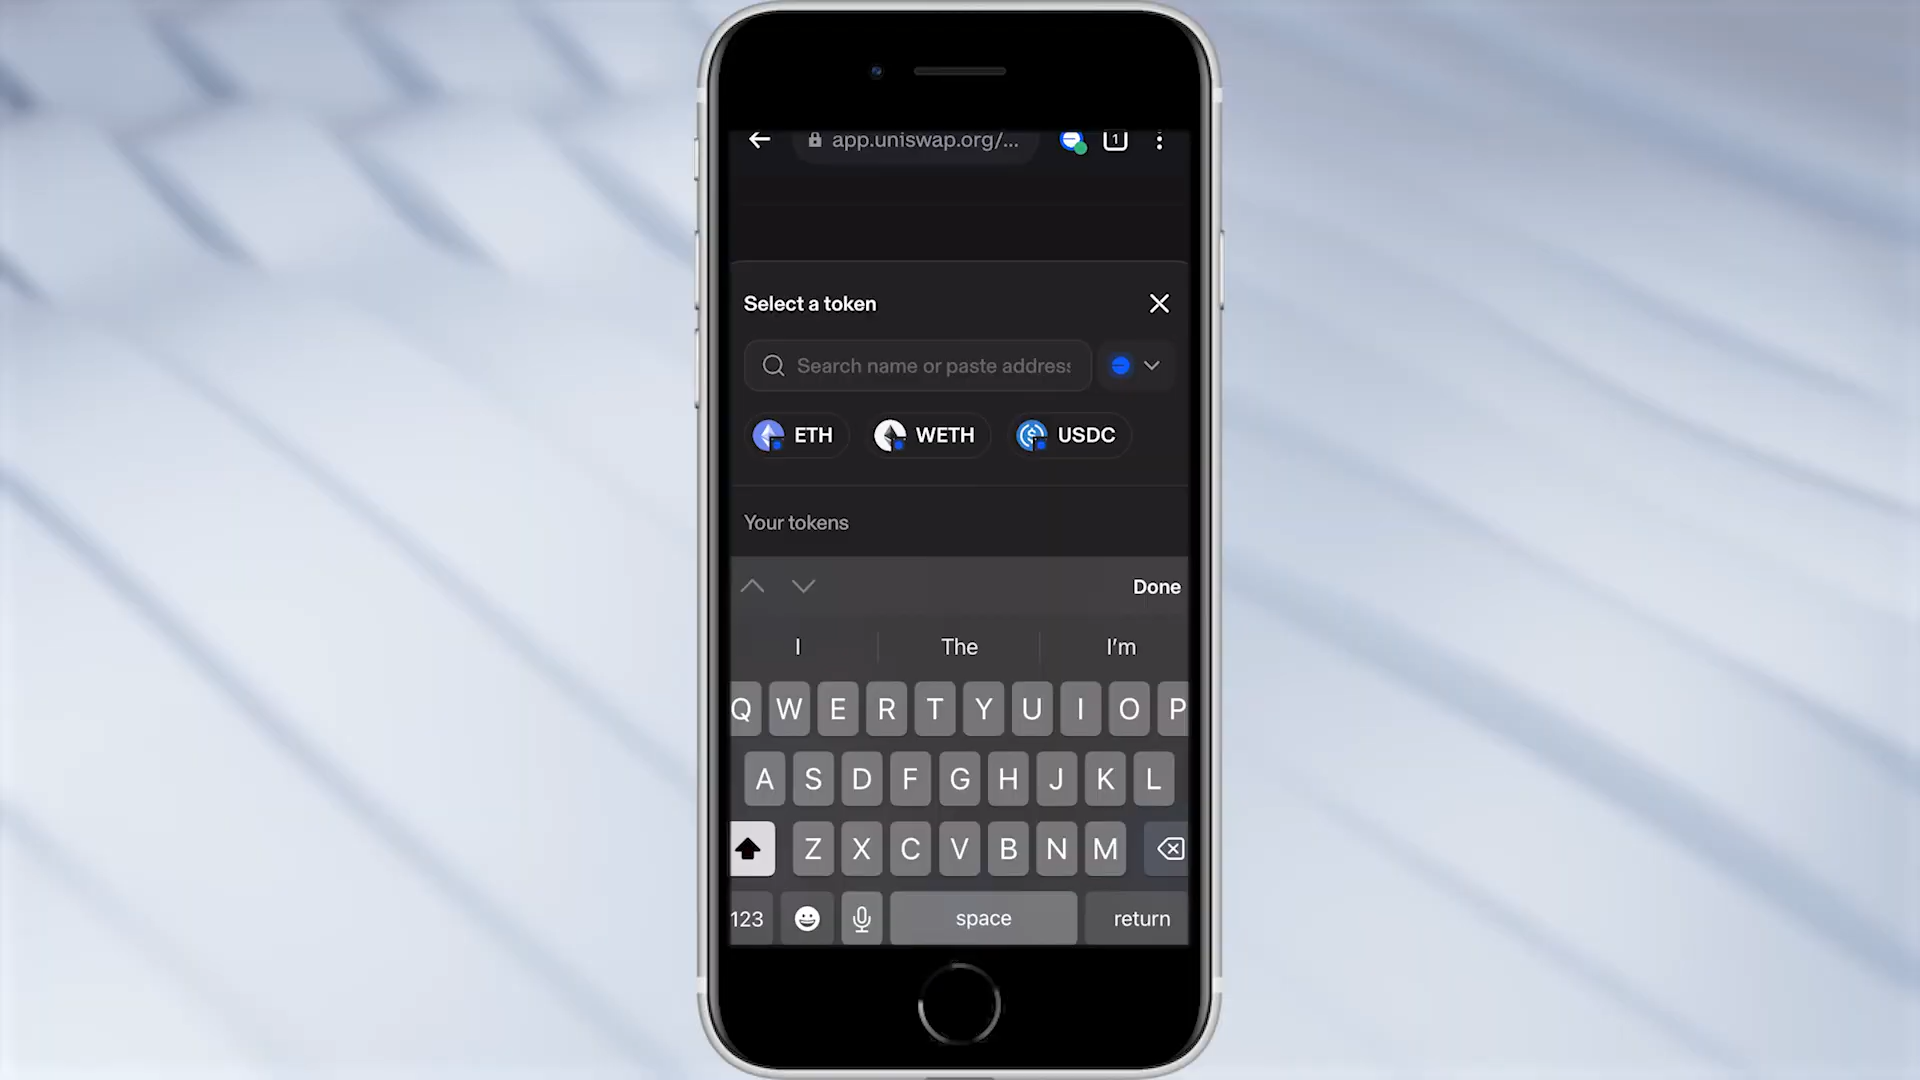 app.uniswap.org/...
1
Select a token
Search name or paste address
ETH WETH USDC
Your tokens
Done
I The I'm
Q W E R T Y U I O P
A S D F G H J K L
Z X C V B N M
123 space return